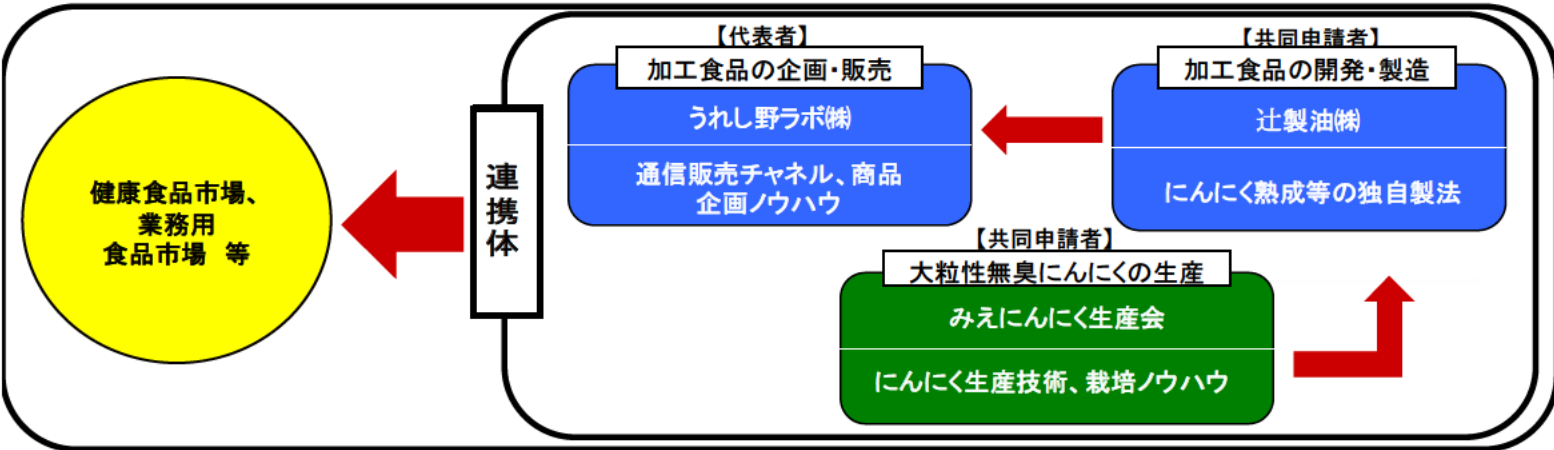 健康食品市場、
業務用
食品市場　等
連携体
【代表者】
加工食品の企画・販売
うれし野ラボ㈱
通信販売チャネル、商品
企画ノウハウ
【共同申請者】
加工食品の開発・製造
辻製油㈱
にんにく熟成等の独自製法
【共同申請者】
大粒性無臭にんにくの生産
みえにんにく生産会
にんにく生産技術、栽培ノウハウ